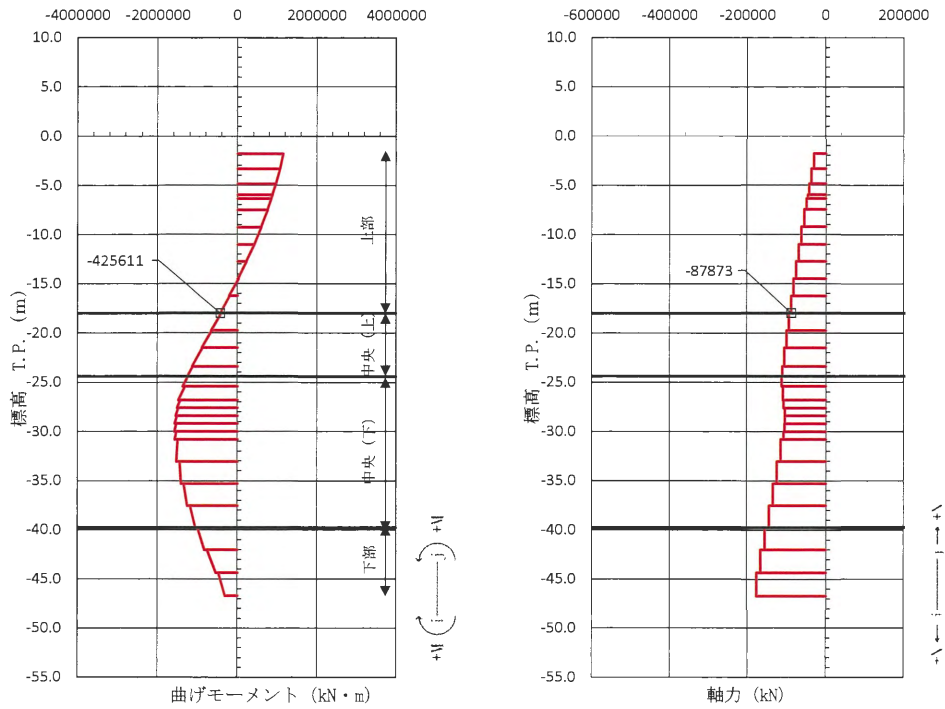 -4000000 -2000000 0 2000000 4000000
10.0
5.0
0.0
-5.0
-10.0
-15.0
-20.0
-25.0
-30.0
-35.0
-40.0
-45.0
-50.0
-55.0
標高 T.P. (m)
-425611
上部
中央 (上)
中央 (下)
下部
+M ( i j ) +M
曲げモーメント (kN・m)
-600000 -400000 -200000 0 200000
10.0
5.0
0.0
-5.0
-10.0
-15.0
-20.0
-25.0
-30.0
-35.0
-40.0
-45.0
-50.0
-55.0
標高 T.P. (m)
-87873
+N ← i j → +N
軸力 (kN)